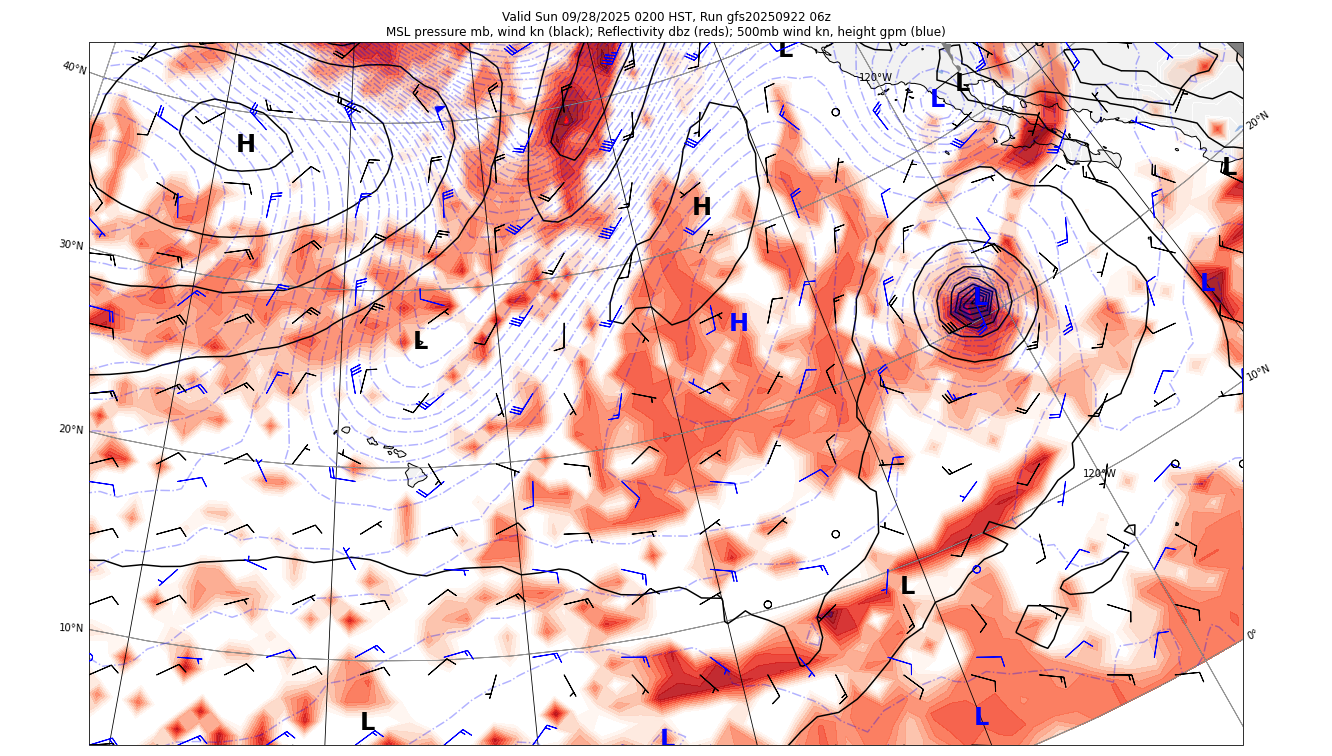 Valid Sun 09/28/2025 0200 HST, Run gfs20250922 06z
MSL pressure mb, wind kn (black); Reflectivity dbz (reds); 500mb wind kn, height gpm (blue)
L
40°N
120°W
L
L
20°N
H
L
H
30°N
L
L
H
L
10°N
20°N
120°W
L
10°N
0°
L
L
L